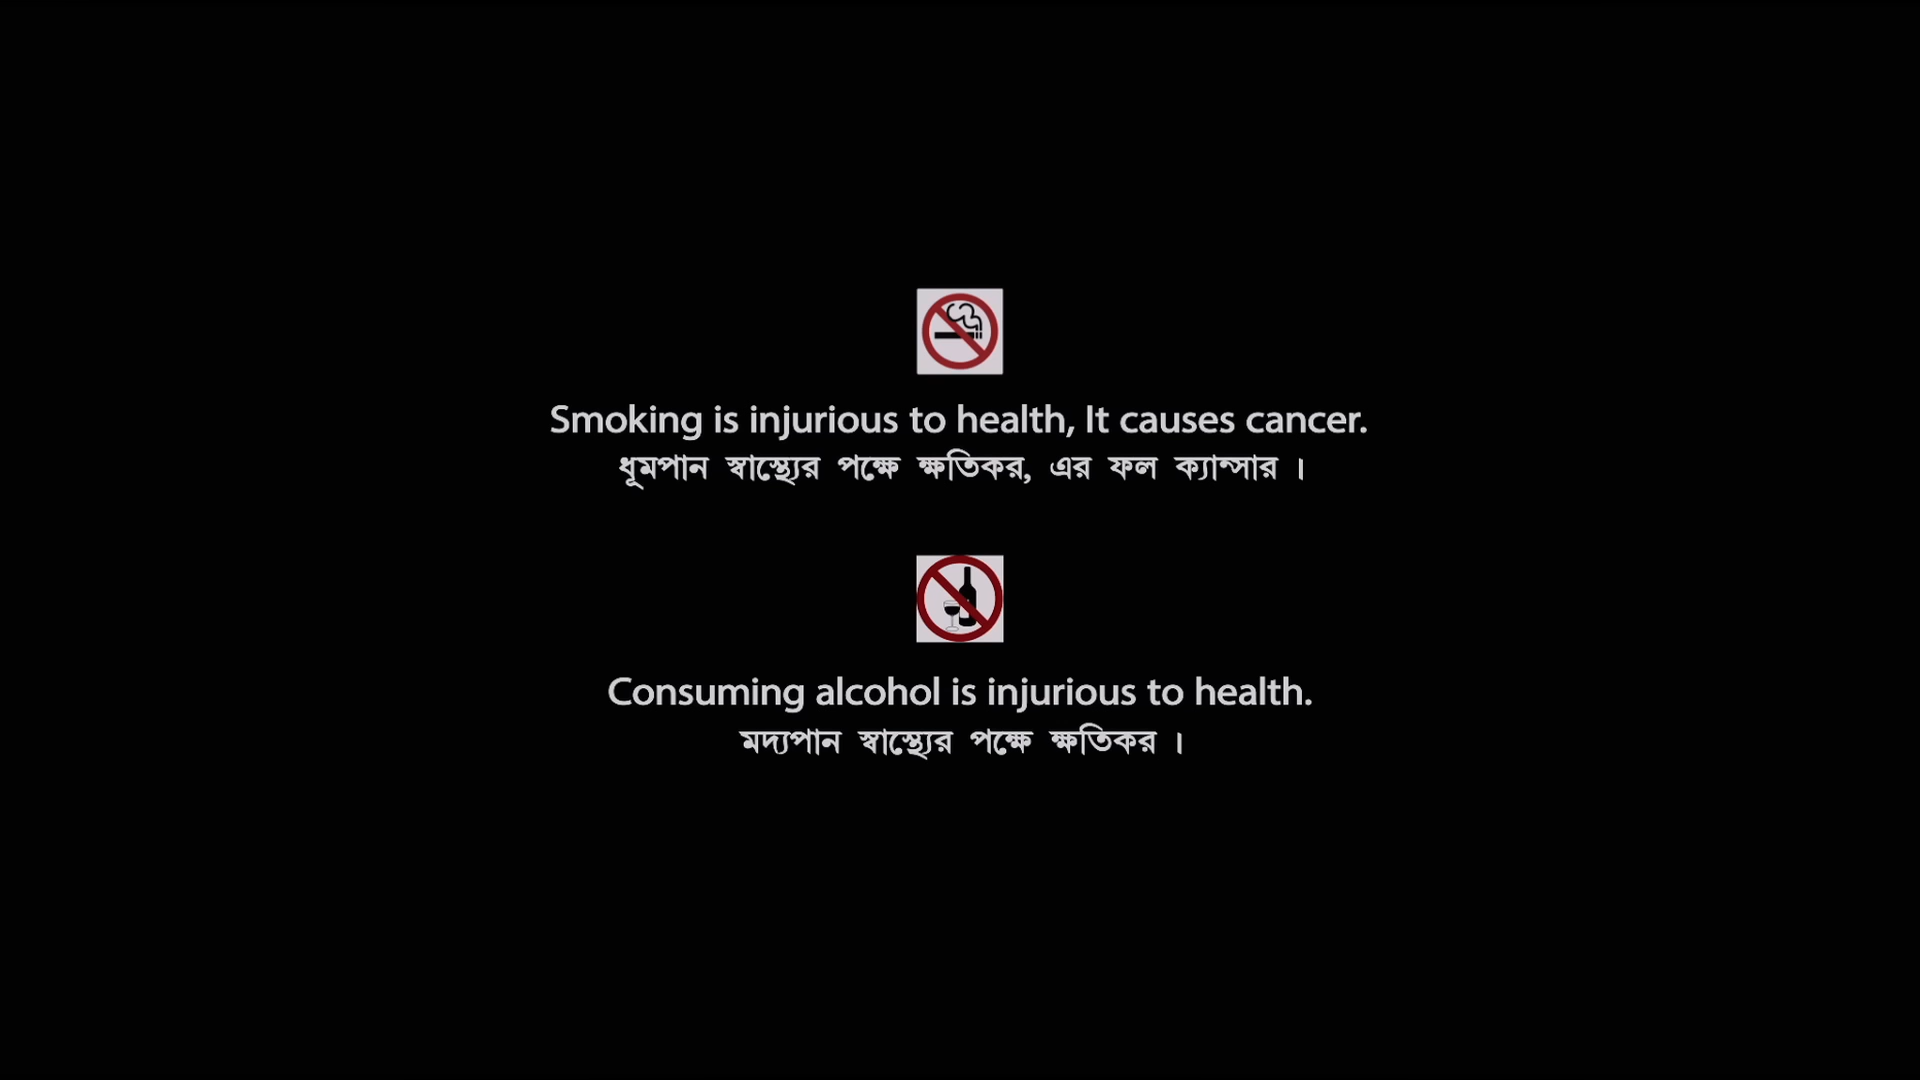 Smoking is injurious to health, It causes cancer.
ধূমপান স্বাস্থ্যের পক্ষে ক্ষতিকর, এর ফল ক্যান্সার ।
Consuming alcohol is injurious to health.
মদ্যপান স্বাস্থ্যের পক্ষে ক্ষতিকর ।